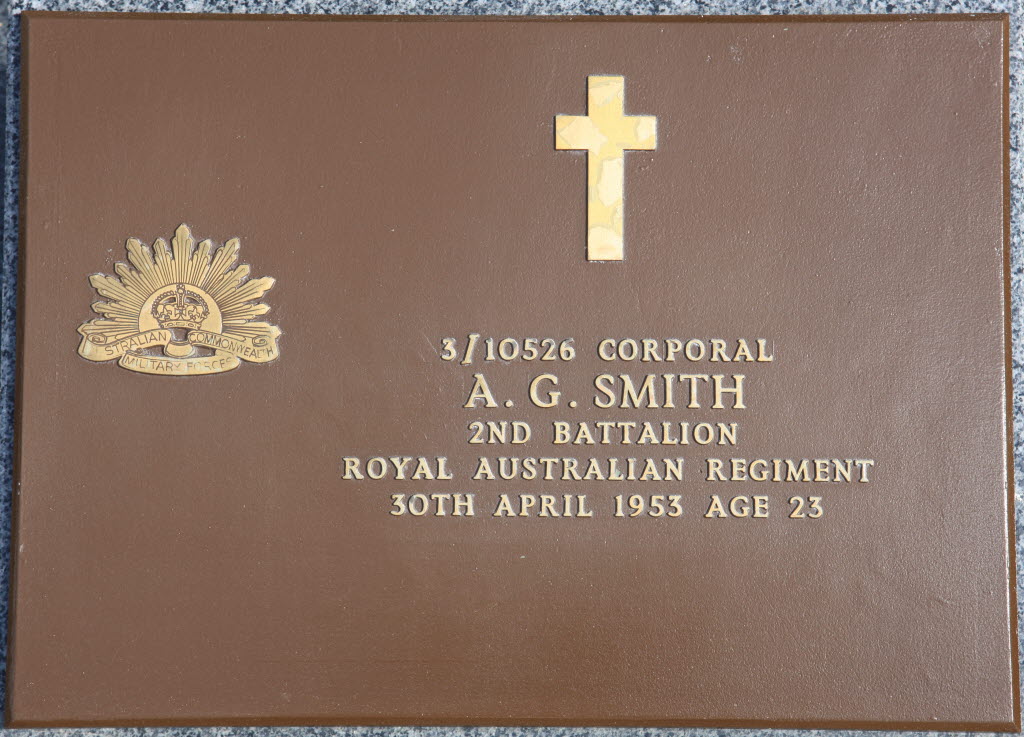 STRALIAN COMMONWEALTH
MILITARY FORCES
3/10526 CORPORAL
A. G. SMITH
2ND BATTALION
ROYAL AUSTRALIAN REGIMENT
30TH APRIL 1953 AGE 23